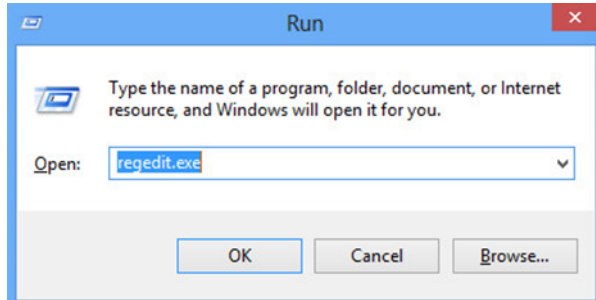 Run
Type the name of a program, folder, document, or Internet
resource, and Windows will open it for you.
Open: regedit.exe
OK Cancel Browse...